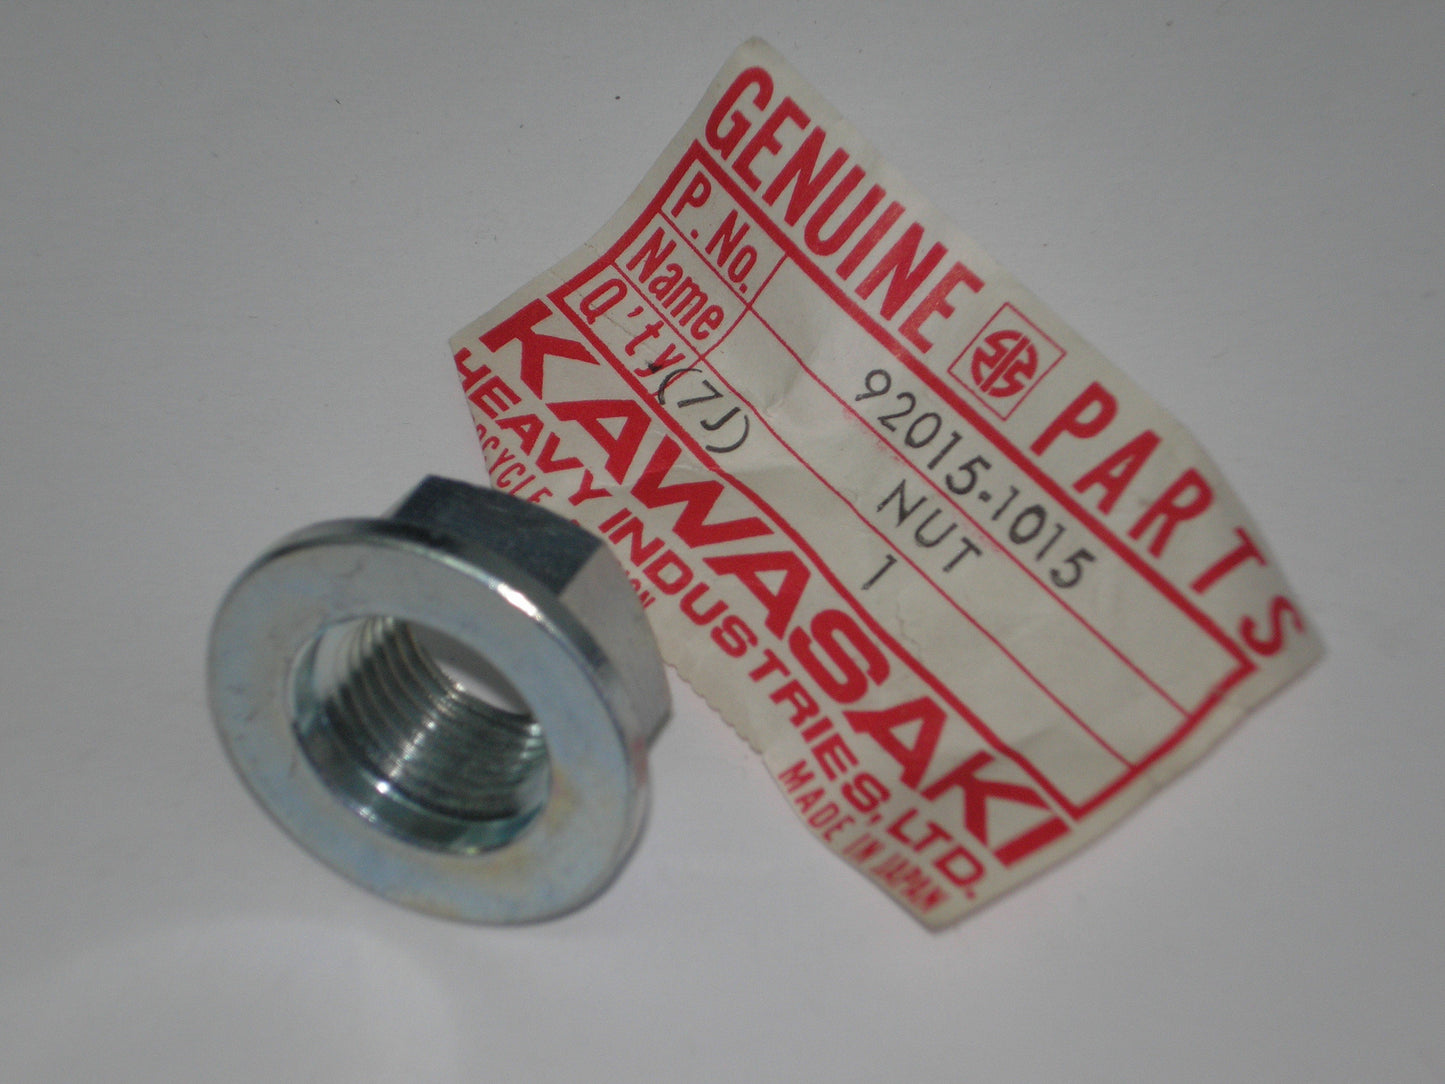 GENUINE PARTS
P. No. 92015-1015
Name NUT
Q'ty (7J) 1
KAWASAKI
HEAVY INDUSTRIES, LTD.
MADE IN JAPAN